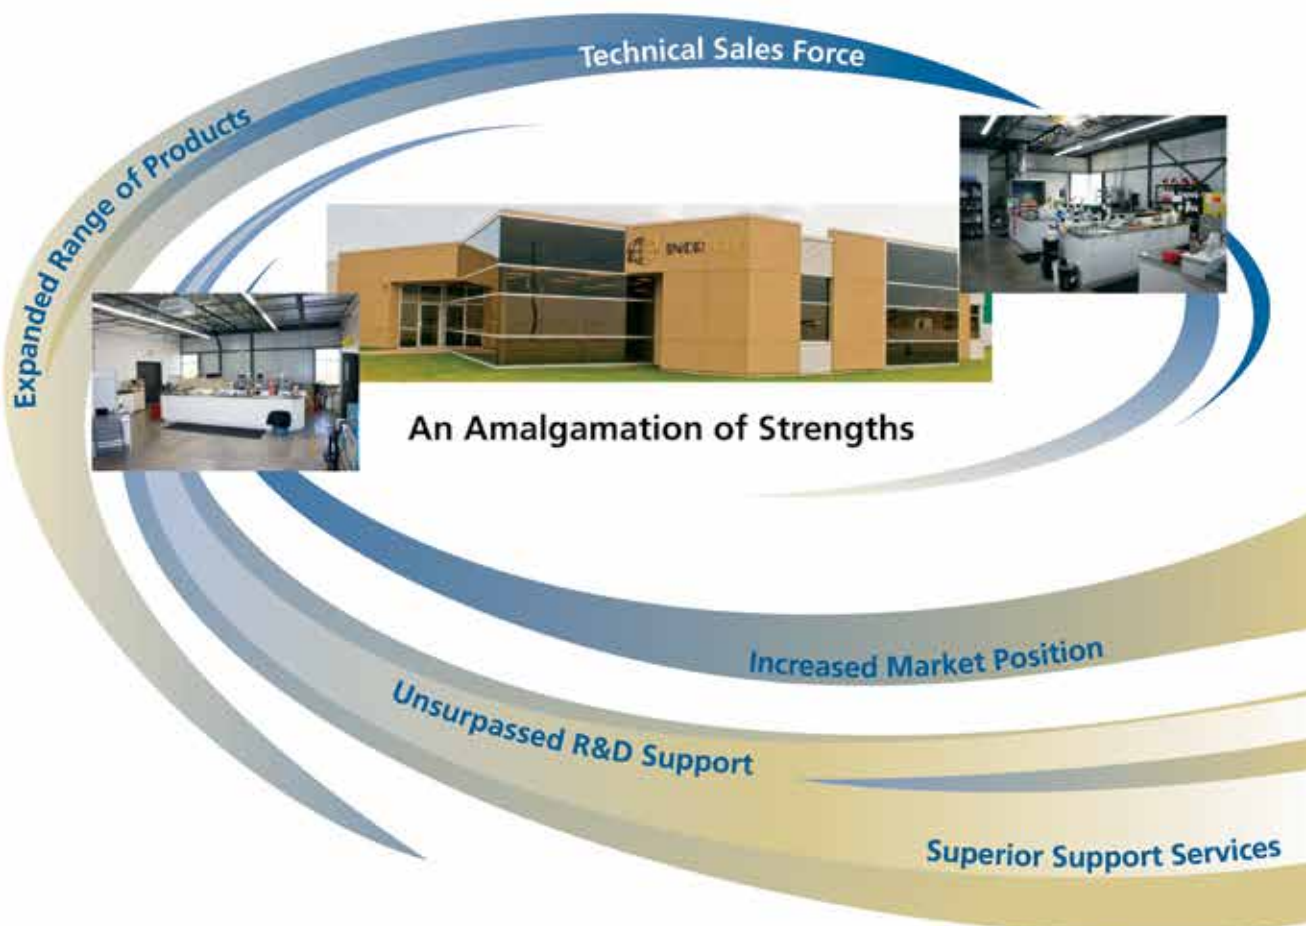 Technical Sales Force
Expanded Range of Products
An Amalgamation of Strengths
Increased Market Position
Unsurpassed R&D Support
Superior Support Services